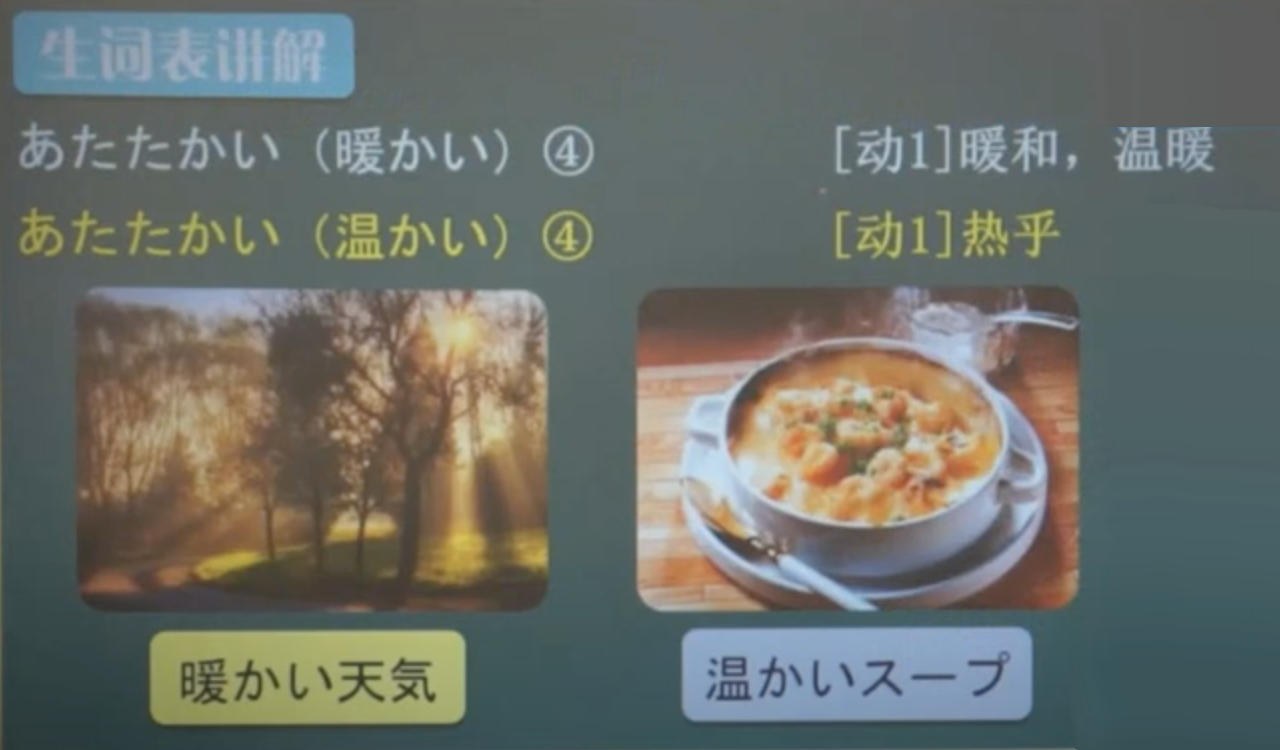 生词表讲解
あたたかい（暖かい）④ [动1]暖和，温暖
あたたかい（温かい）④ [动1]热乎
暖かい天気
温かいスープ